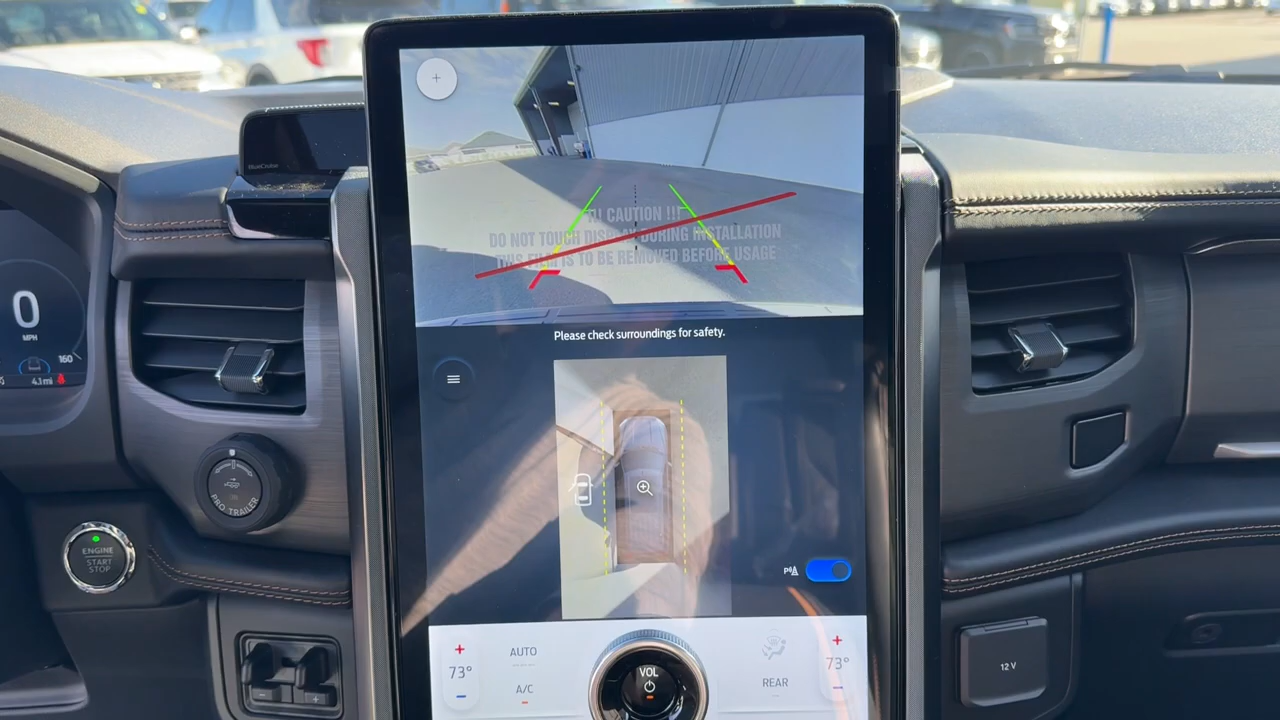 BlueCruise
!!! CAUTION !!!
DO NOT TOUCH DISPLAY DURING INSTALLATION
THIS FILM IS TO BE REMOVED BEFORE USAGE
Please check surroundings for safety.
0
MPH
160
4.3 mi
PRO TRAILER
ENGINE
START
STOP
AUTO
73°
A/C
VOL
REAR
73°
12 V